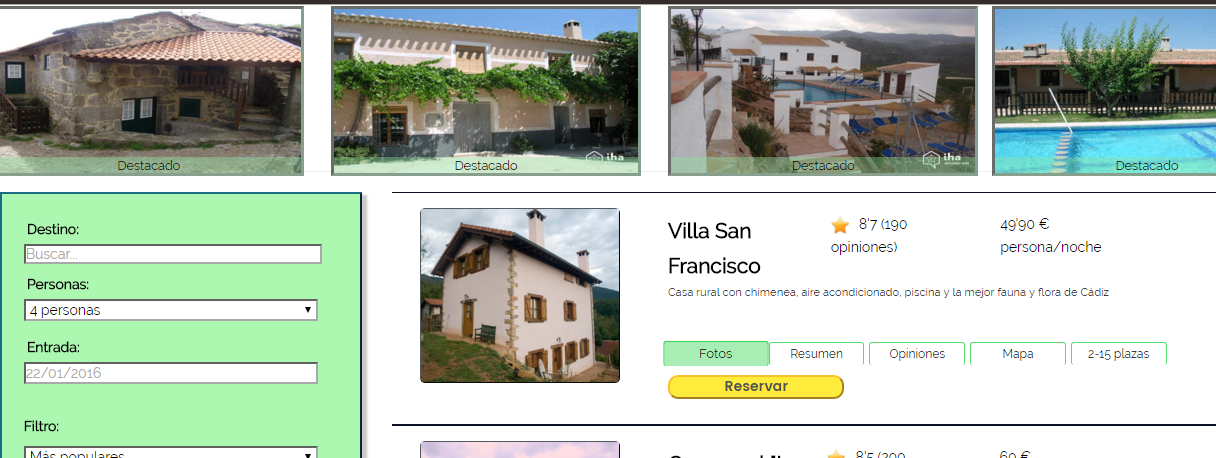 Destacado
Destacado
iha
Destacado
iha
Destacado
Destino:
Buscar...
Personas:
4 personas
Entrada:
22/01/2016
Filtro:
Más populares
Villa San
Francisco
8'7 (190
opiniones)
49'90 €
persona/noche
Casa rural con chimenea, aire acondicionado, piscina y la mejor fauna y flora de Cádiz
Fotos
Resumen
Opiniones
Mapa
2-15 plazas
Reservar
8'5 (200
60 €